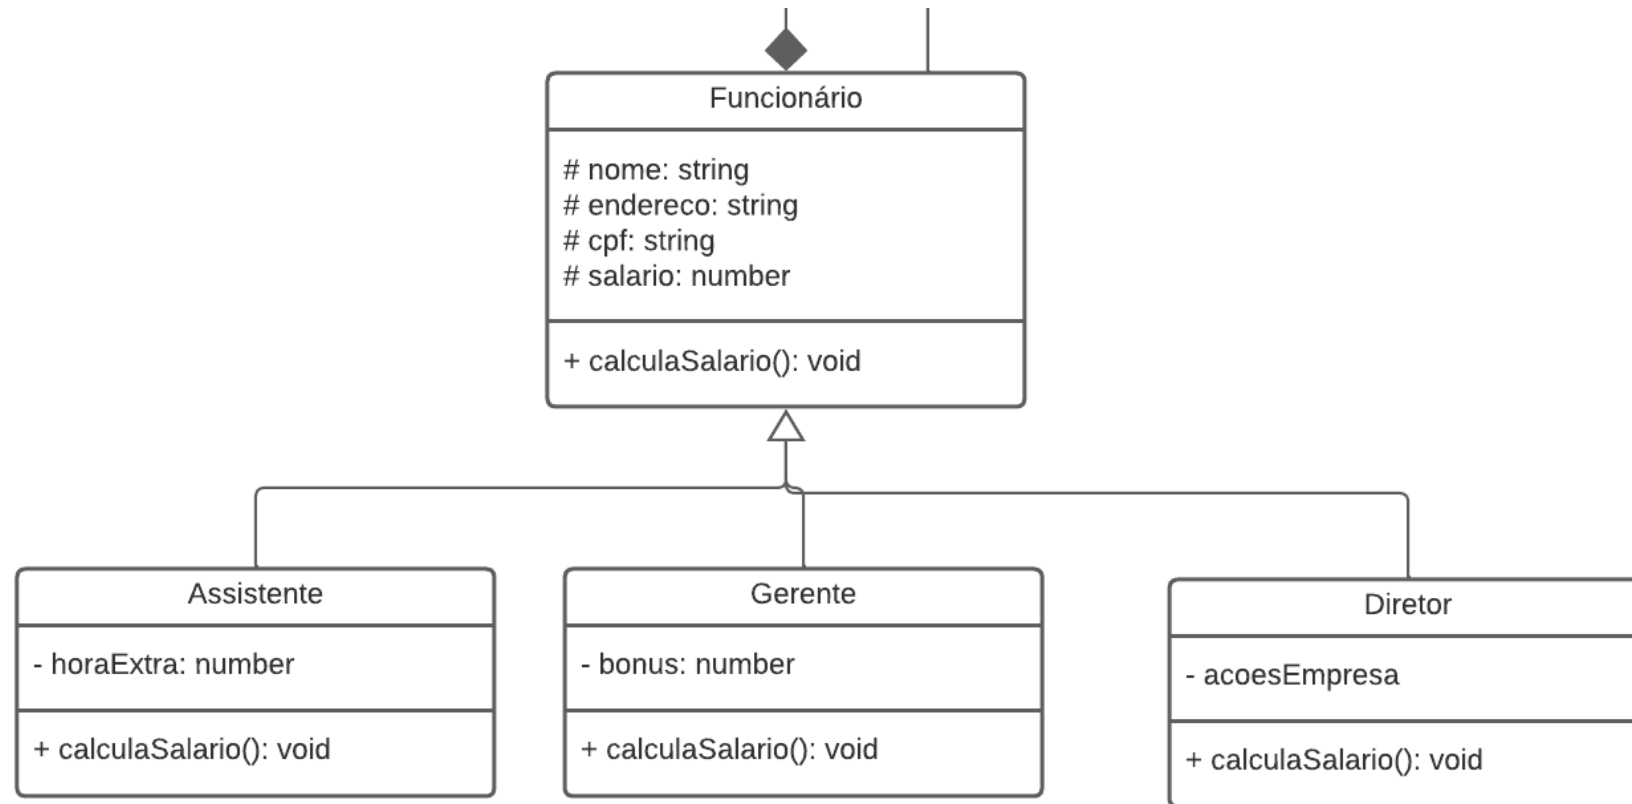 Funcionário
# nome: string
# endereco: string
# cpf: string
# salario: number
+ calculaSalario(): void
Assistente
- horaExtra: number
+ calculaSalario(): void
Gerente
- bonus: number
+ calculaSalario(): void
Diretor
- acoesEmpresa
+ calculaSalario(): void